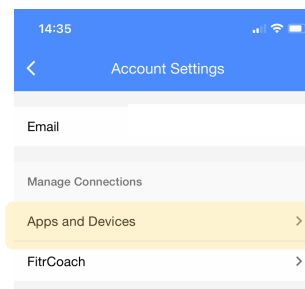 14:35
Account Settings
Email
Manage Connections
Apps and Devices
FitrCoach